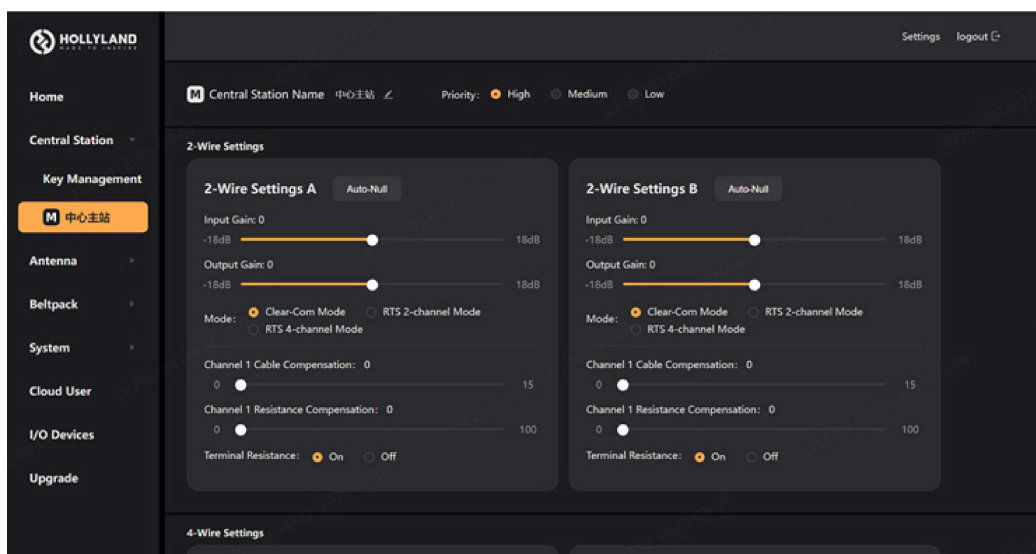 HOLLYLAND
MADE TO INSPIRE
Settings logout
Home
Central Station
Key Management
M 中心主站
Antenna
Beltpack
System
Cloud User
I/O Devices
Upgrade
M Central Station Name 中心主站 Priority: High Medium Low
2-Wire Settings
2-Wire Settings A Auto-Null
Input Gain: 0
-18dB 18dB
Output Gain: 0
-18dB 18dB
Mode: Clear-Com Mode RTS 2-channel Mode
RTS 4-channel Mode
Channel 1 Cable Compensation: 0
0 15
Channel 1 Resistance Compensation: 0
0 100
Terminal Resistance: On Off
2-Wire Settings B Auto-Null
Input Gain: 0
-18dB 18dB
Output Gain: 0
-18dB 18dB
Mode: Clear-Com Mode RTS 2-channel Mode
RTS 4-channel Mode
Channel 1 Cable Compensation: 0
0 15
Channel 1 Resistance Compensation: 0
0 100
Terminal Resistance: On Off
4-Wire Settings